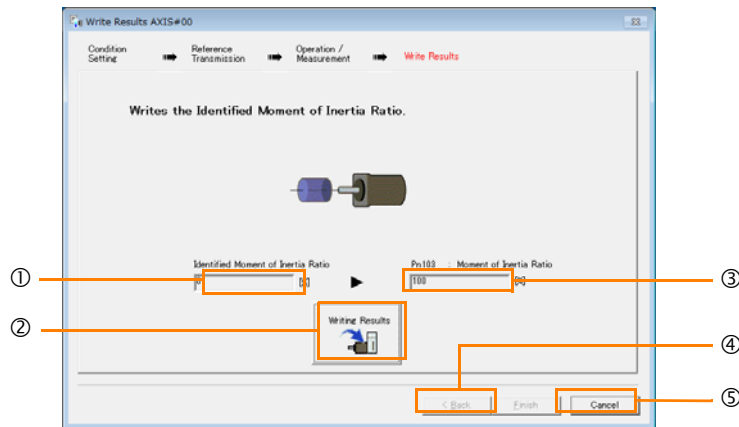 Write Results AXIS#00
Condition Setting
Reference Transmission
Operation / Measurement
Write Results
Writes the Identified Moment of Inertia Ratio.
Identified Moment of Inertia Ratio
Pn103 : Moment of Inertia Ratio
① [%] 100 [%] ③
② Writing Results
④
< Back Finish Cancel ⑤